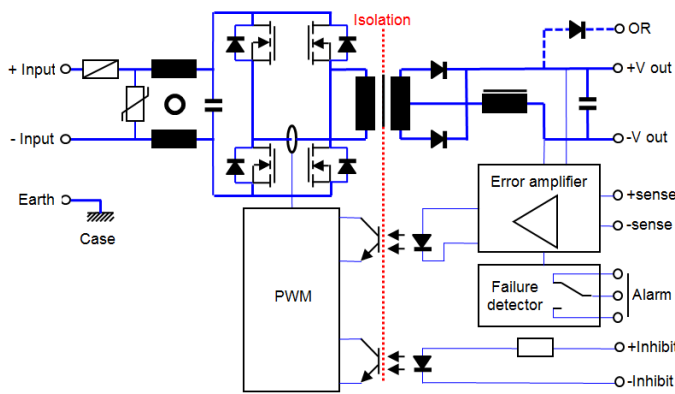 Isolation
OR
+ Input
+V out
- Input
-V out
Error amplifier
+sense
-sense
Earth
Case
PWM
Failure
detector
Alarm
+Inhibit
-Inhibit